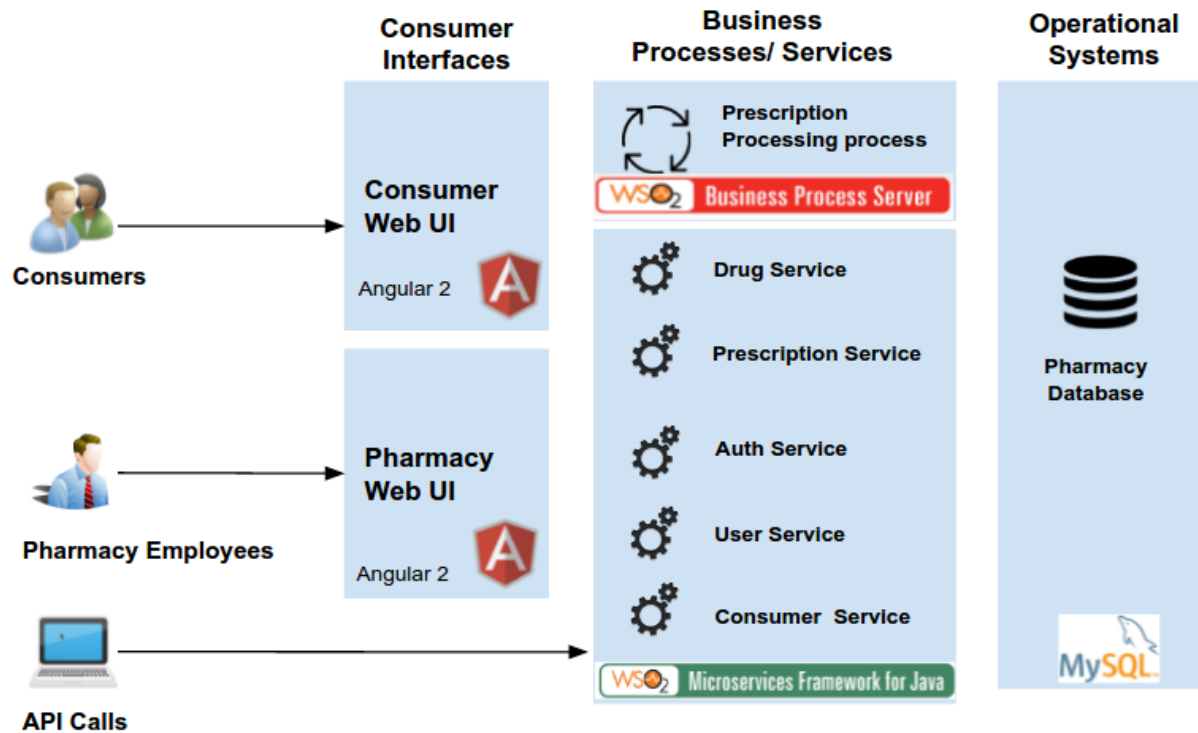 Consumer
Interfaces
Business
Processes/ Services
Operational
Systems
Consumers
Consumer
Web UI
Angular 2
Pharmacy Employees
Pharmacy
Web UI
Angular 2
API Calls
Prescription
Processing process
WSO2 Business Process Server
Drug Service
Prescription Service
Auth Service
User Service
Consumer Service
WSO2 Microservices Framework for Java
Pharmacy
Database
MySQL